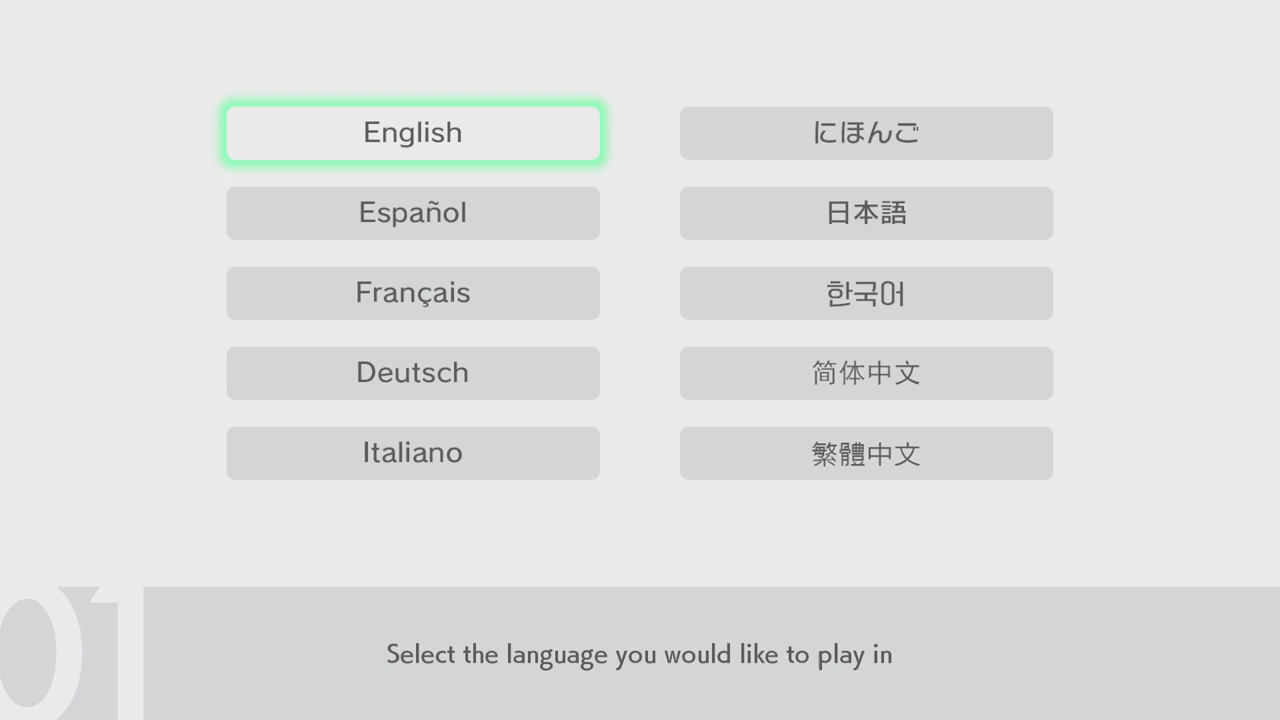 English
Español
Français
Deutsch
Italiano
にほんご
日本語
한국어
简体中文
繁體中文
01
Select the language you would like to play in